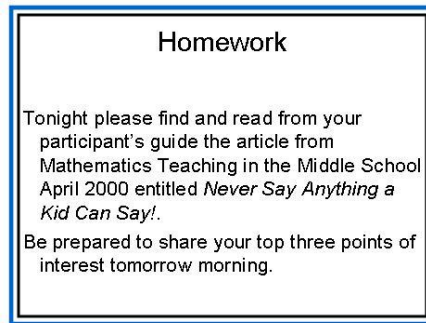 Homework
Tonight please find and read from your
participant's guide the article from
Mathematics Teaching in the Middle School
April 2000 entitled Never Say Anything a
Kid Can Say!.
Be prepared to share your top three points of
interest tomorrow morning.